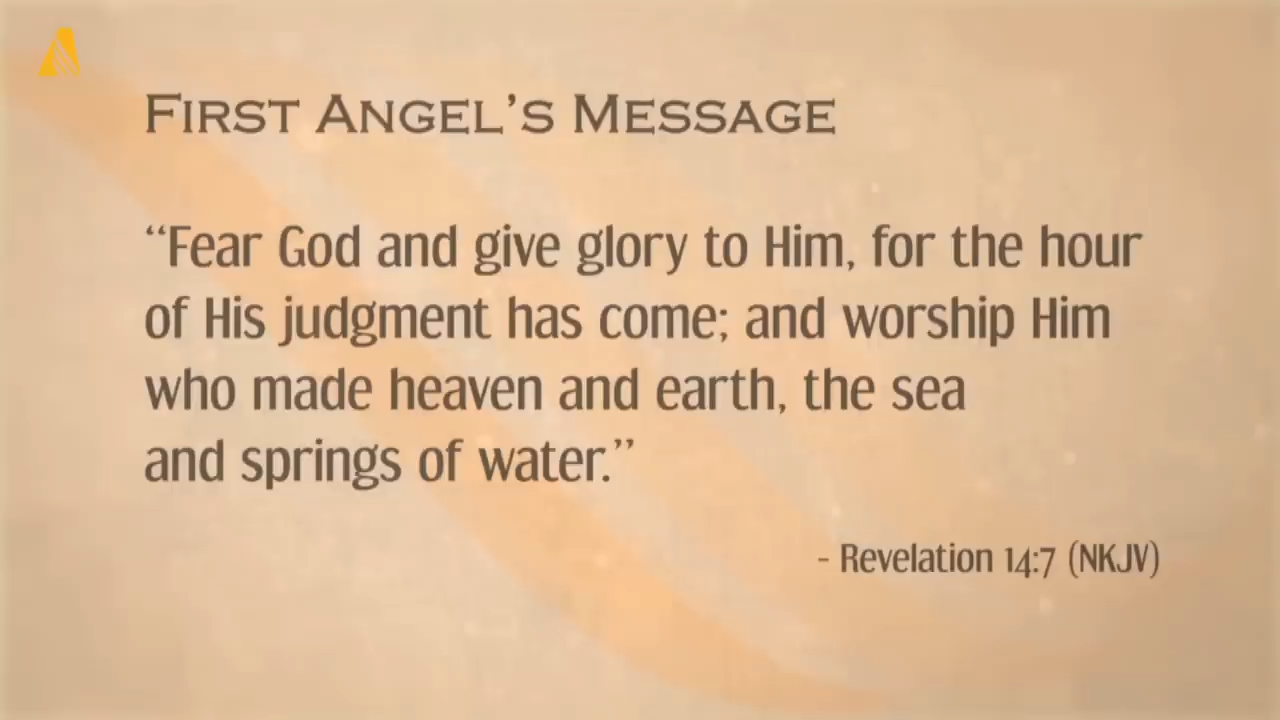 First Angel’s Message
“Fear God and give glory to Him, for the hour
of His judgment has come; and worship Him
who made heaven and earth, the sea
and springs of water.”
- Revelation 14:7 (NKJV)